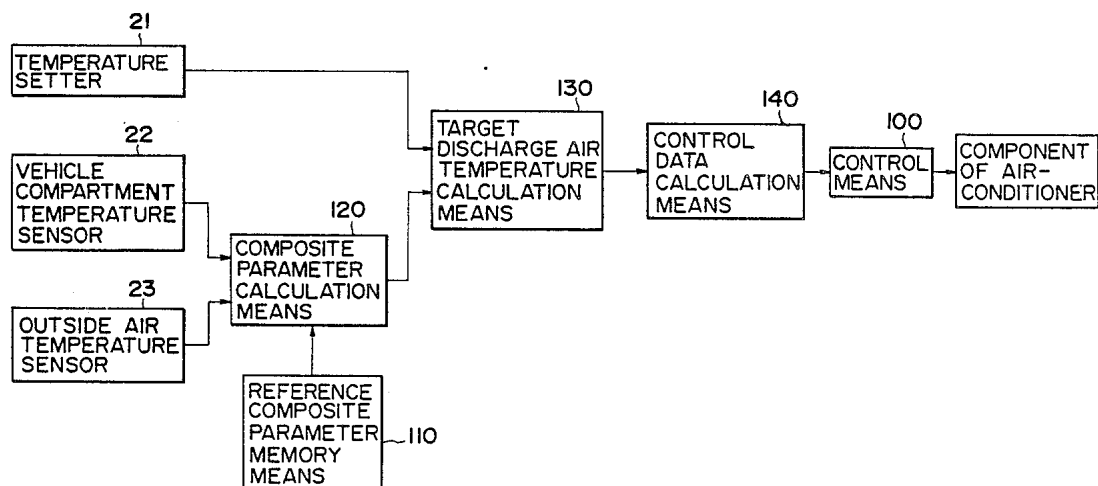 21
TEMPERATURE
SETTER
22
VEHICLE
COMPARTMENT
TEMPERATURE
SENSOR
23
OUTSIDE AIR
TEMPERATURE
SENSOR
120
COMPOSITE
PARAMETER
CALCULATION
MEANS
REFERENCE
COMPOSITE
PARAMETER
MEMORY
MEANS
110
130
TARGET
DISCHARGE AIR
TEMPERATURE
CALCULATION
MEANS
140
CONTROL
DATA
CALCULATION
MEANS
100
CONTROL
MEANS
COMPONENT
OF AIR-
CONDITIONER